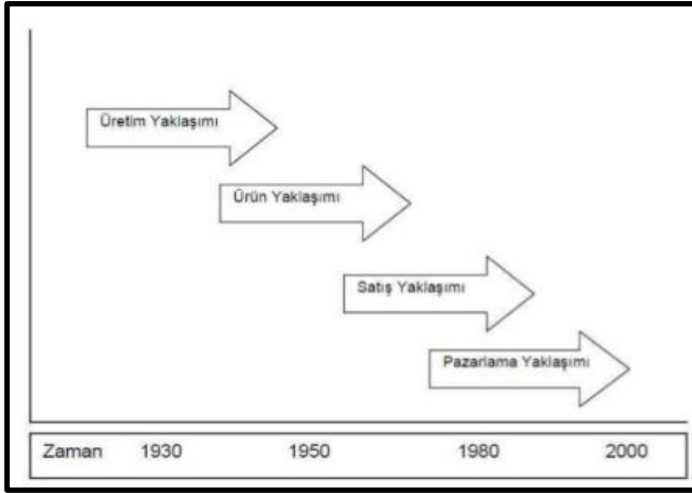 Üretim Yaklaşımı
Ürün Yaklaşımı
Satış Yaklaşımı
Pazarlama Yaklaşımı
Zaman 1930 1950 1980 2000